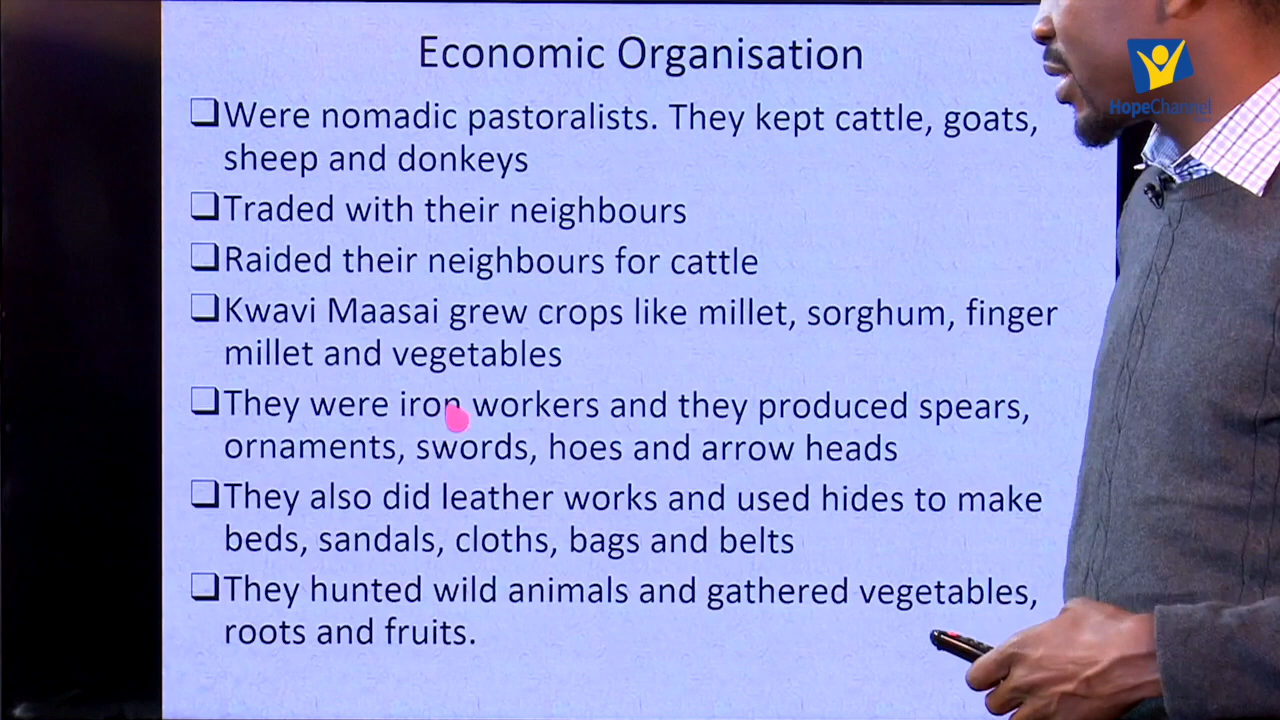 Economic Organisation
❑Were nomadic pastoralists. They kept cattle, goats,
sheep and donkeys
❑Traded with their neighbours
❑Raided their neighbours for cattle
❑Kwavi Maasai grew crops like millet, sorghum, finger
millet and vegetables
❑They were iron workers and they produced spears,
ornaments, swords, hoes and arrow heads
❑They also did leather works and used hides to make
beds, sandals, cloths, bags and belts
❑They hunted wild animals and gathered vegetables,
roots and fruits.
HopeChannel